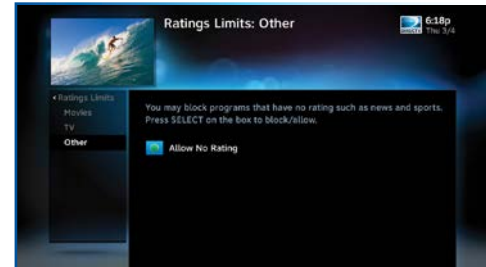 Ratings Limits: Other
DIRECTV
6:18p
Thu 3/4
Ratings Limits
Movies
TV
Other
You may block programs that have no rating such as news and sports.
Press SELECT on the box to block/allow.
Allow No Rating